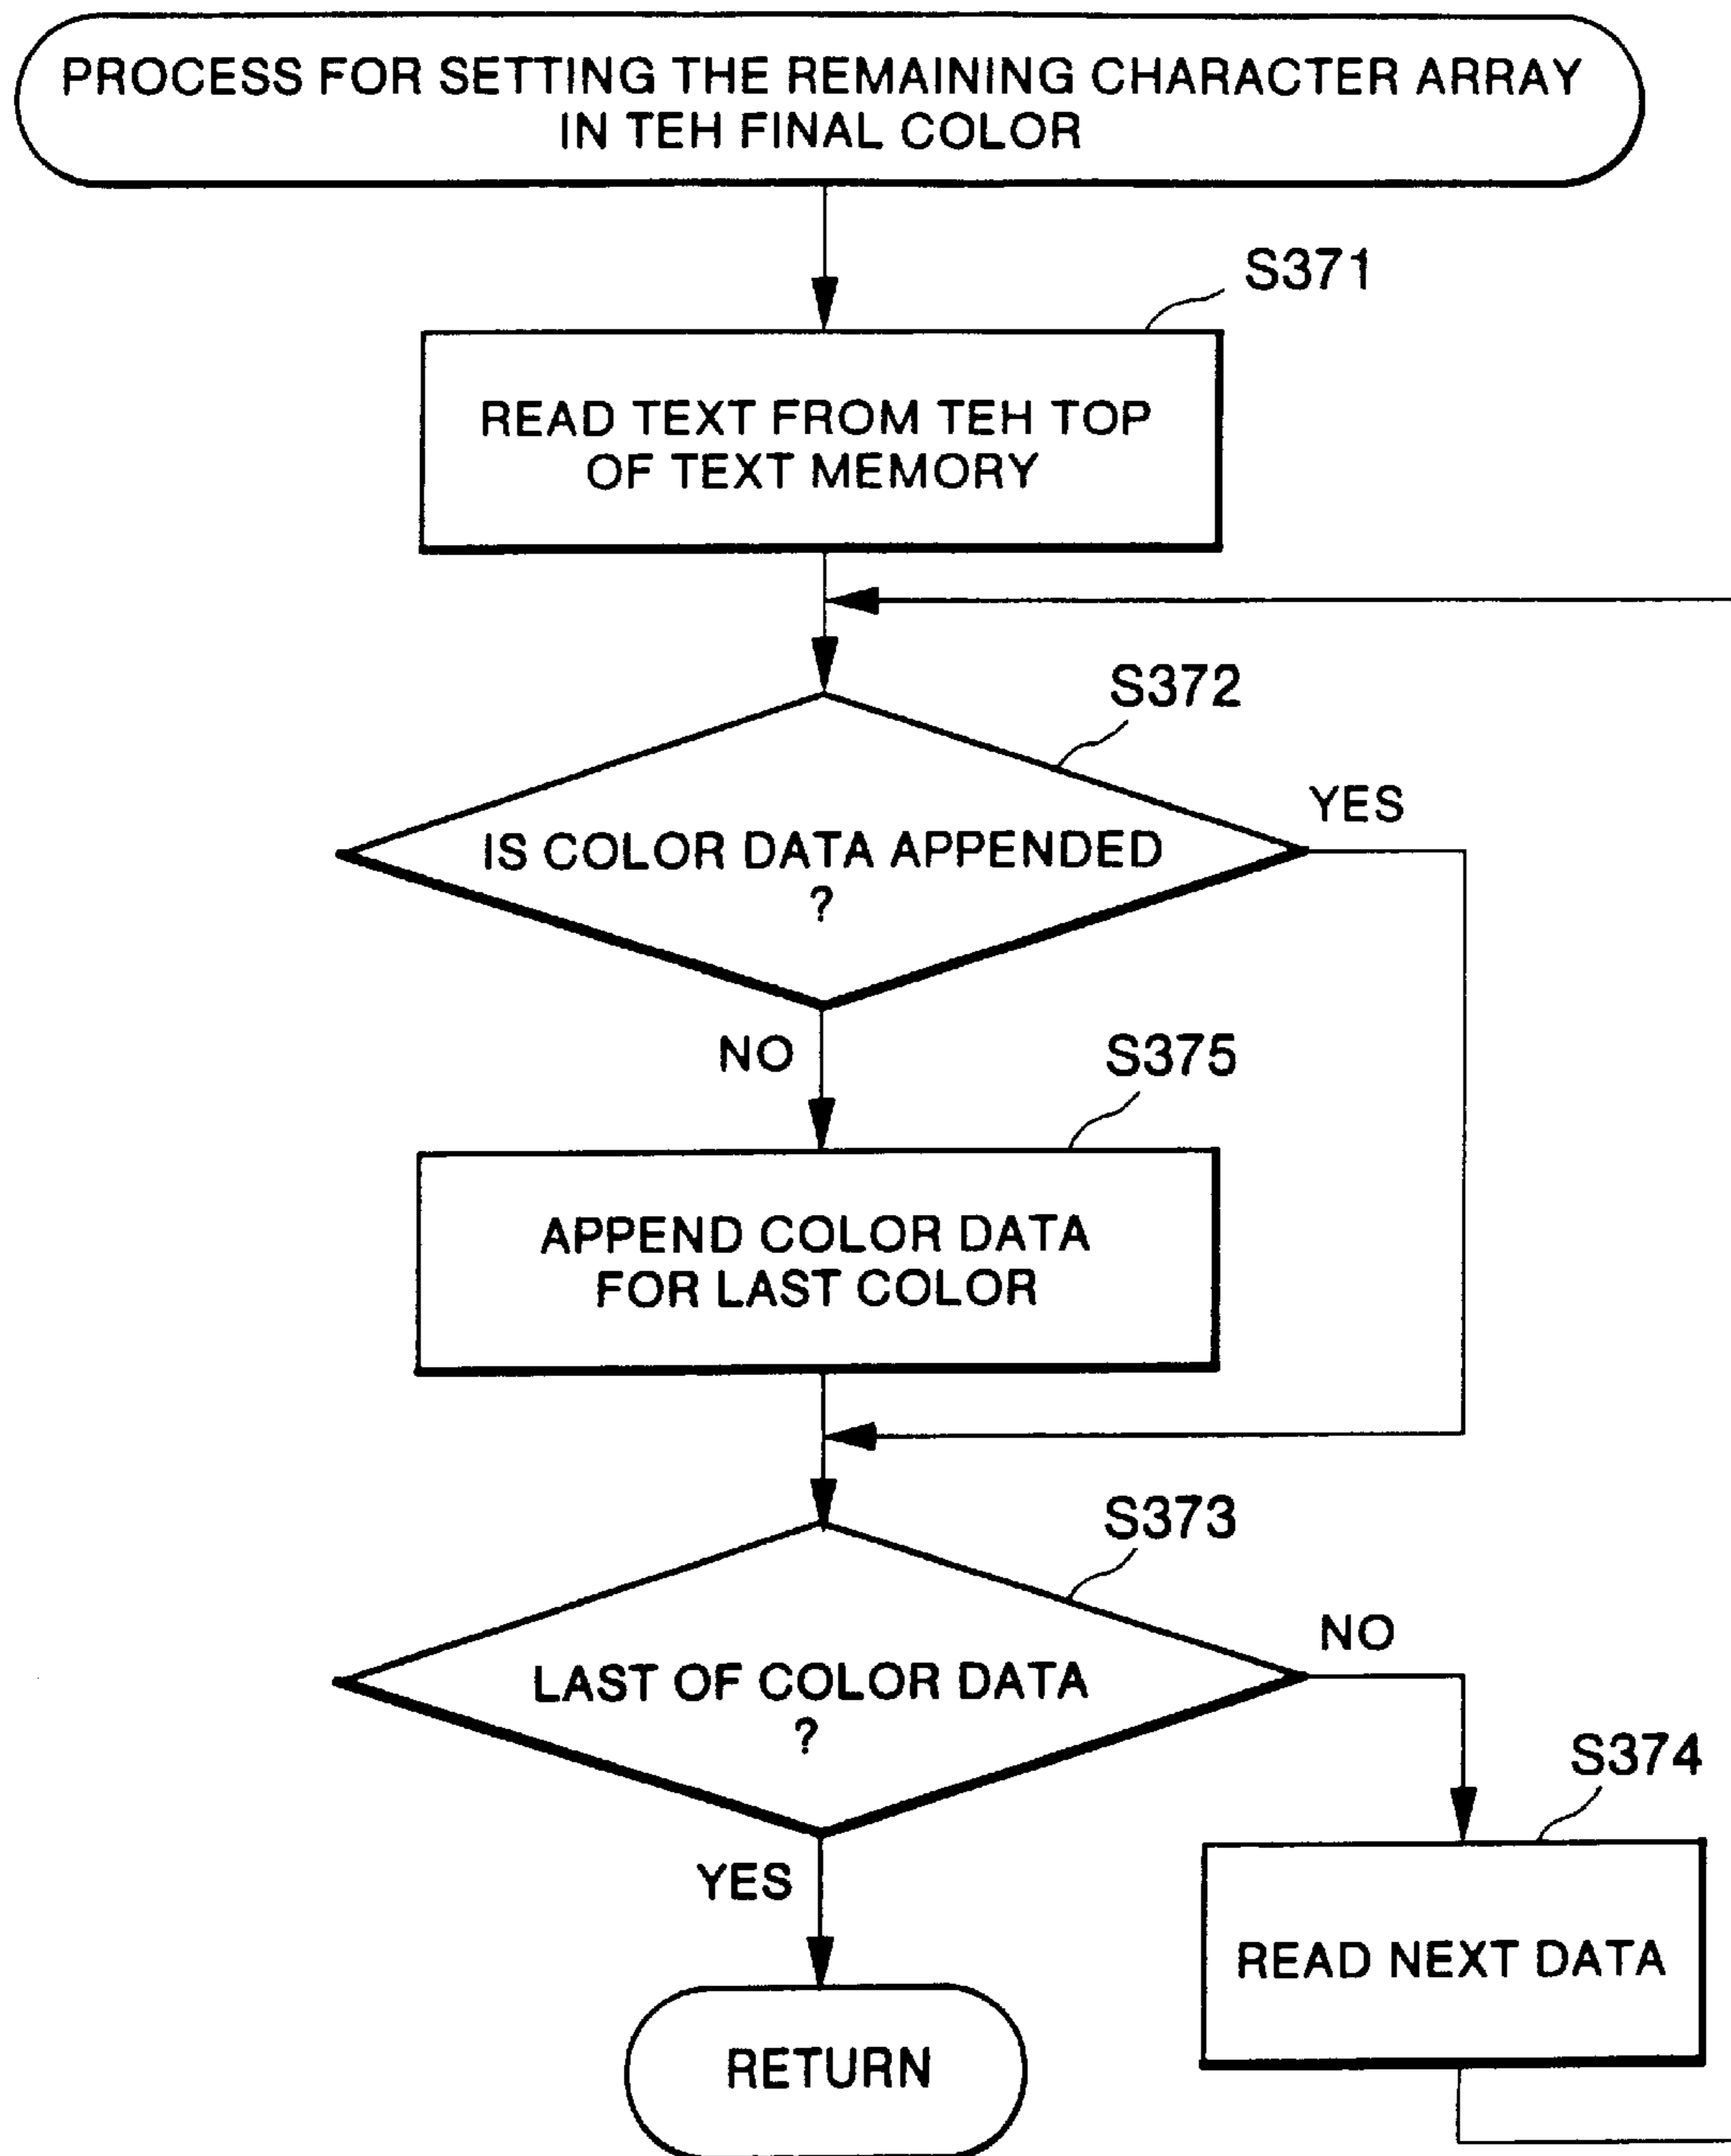 PROCESS FOR SETTING THE REMAINING CHARACTER ARRAY
IN TEH FINAL COLOR
S371
READ TEXT FROM TEH TOP
OF TEXT MEMORY
S372
YES
IS COLOR DATA APPENDED
?
NO
S375
APPEND COLOR DATA
FOR LAST COLOR
S373
NO
LAST OF COLOR DATA
?
S374
YES
READ NEXT DATA
RETURN